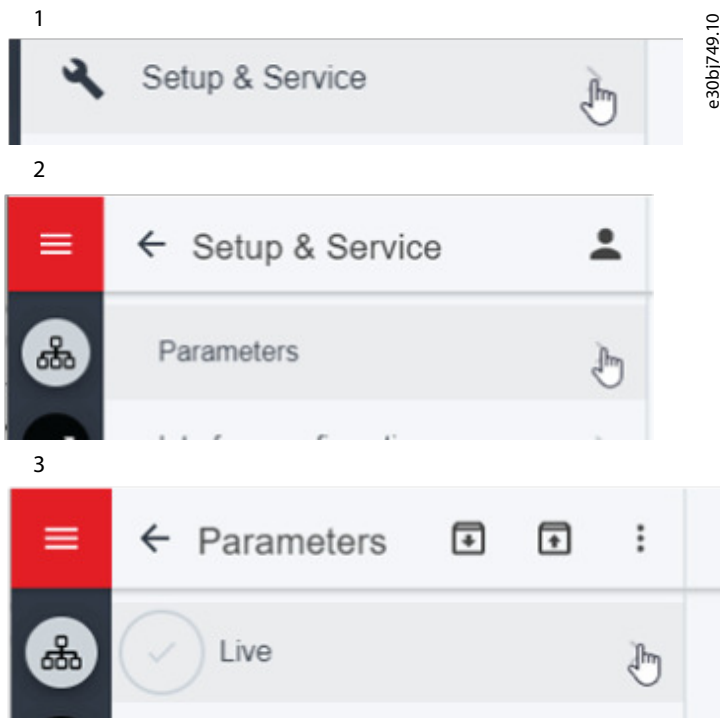 1
e30bj749.10
Setup & Service
2
Setup & Service
Parameters
3
Parameters
Live